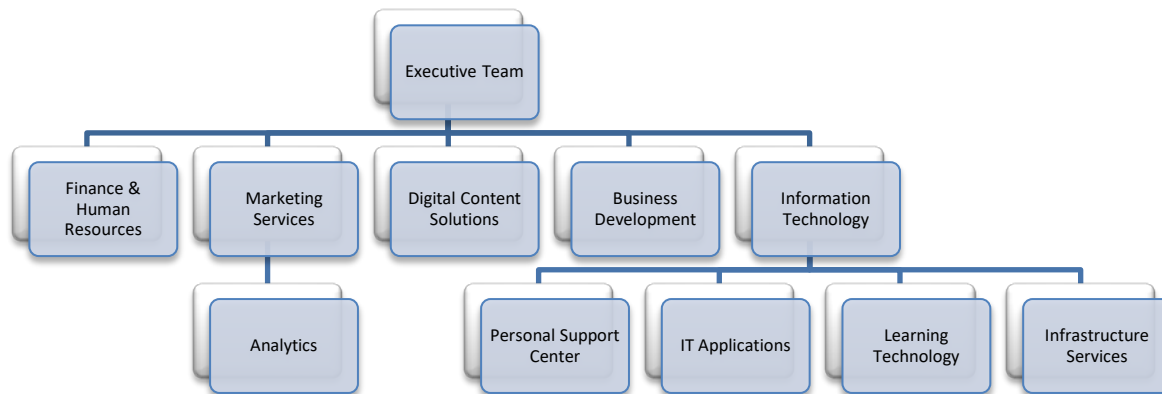 Executive Team
Finance &
Human
Resources
Marketing
Services
Digital Content
Solutions
Business
Development
Information
Technology
Analytics
Personal Support
Center
IT Applications
Learning
Technology
Infrastructure
Services